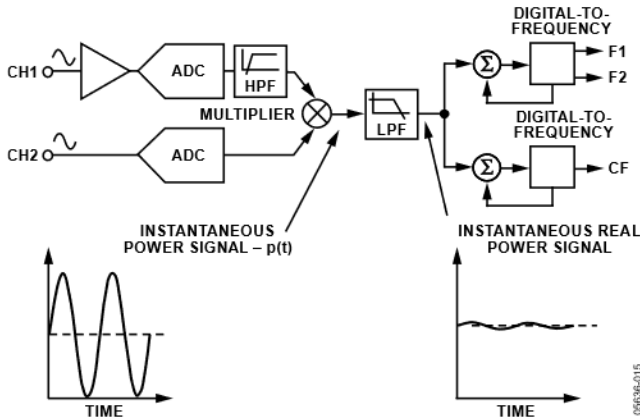 DIGITAL-TO-
FREQUENCY
CH1
ADC
HPF
MULTIPLIER
LPF
Σ
F1
F2
DIGITAL-TO-
FREQUENCY
CH2
ADC
Σ
CF
INSTANTANEOUS
POWER SIGNAL – p(t)
INSTANTANEOUS REAL
POWER SIGNAL
TIME
TIME
05636-015